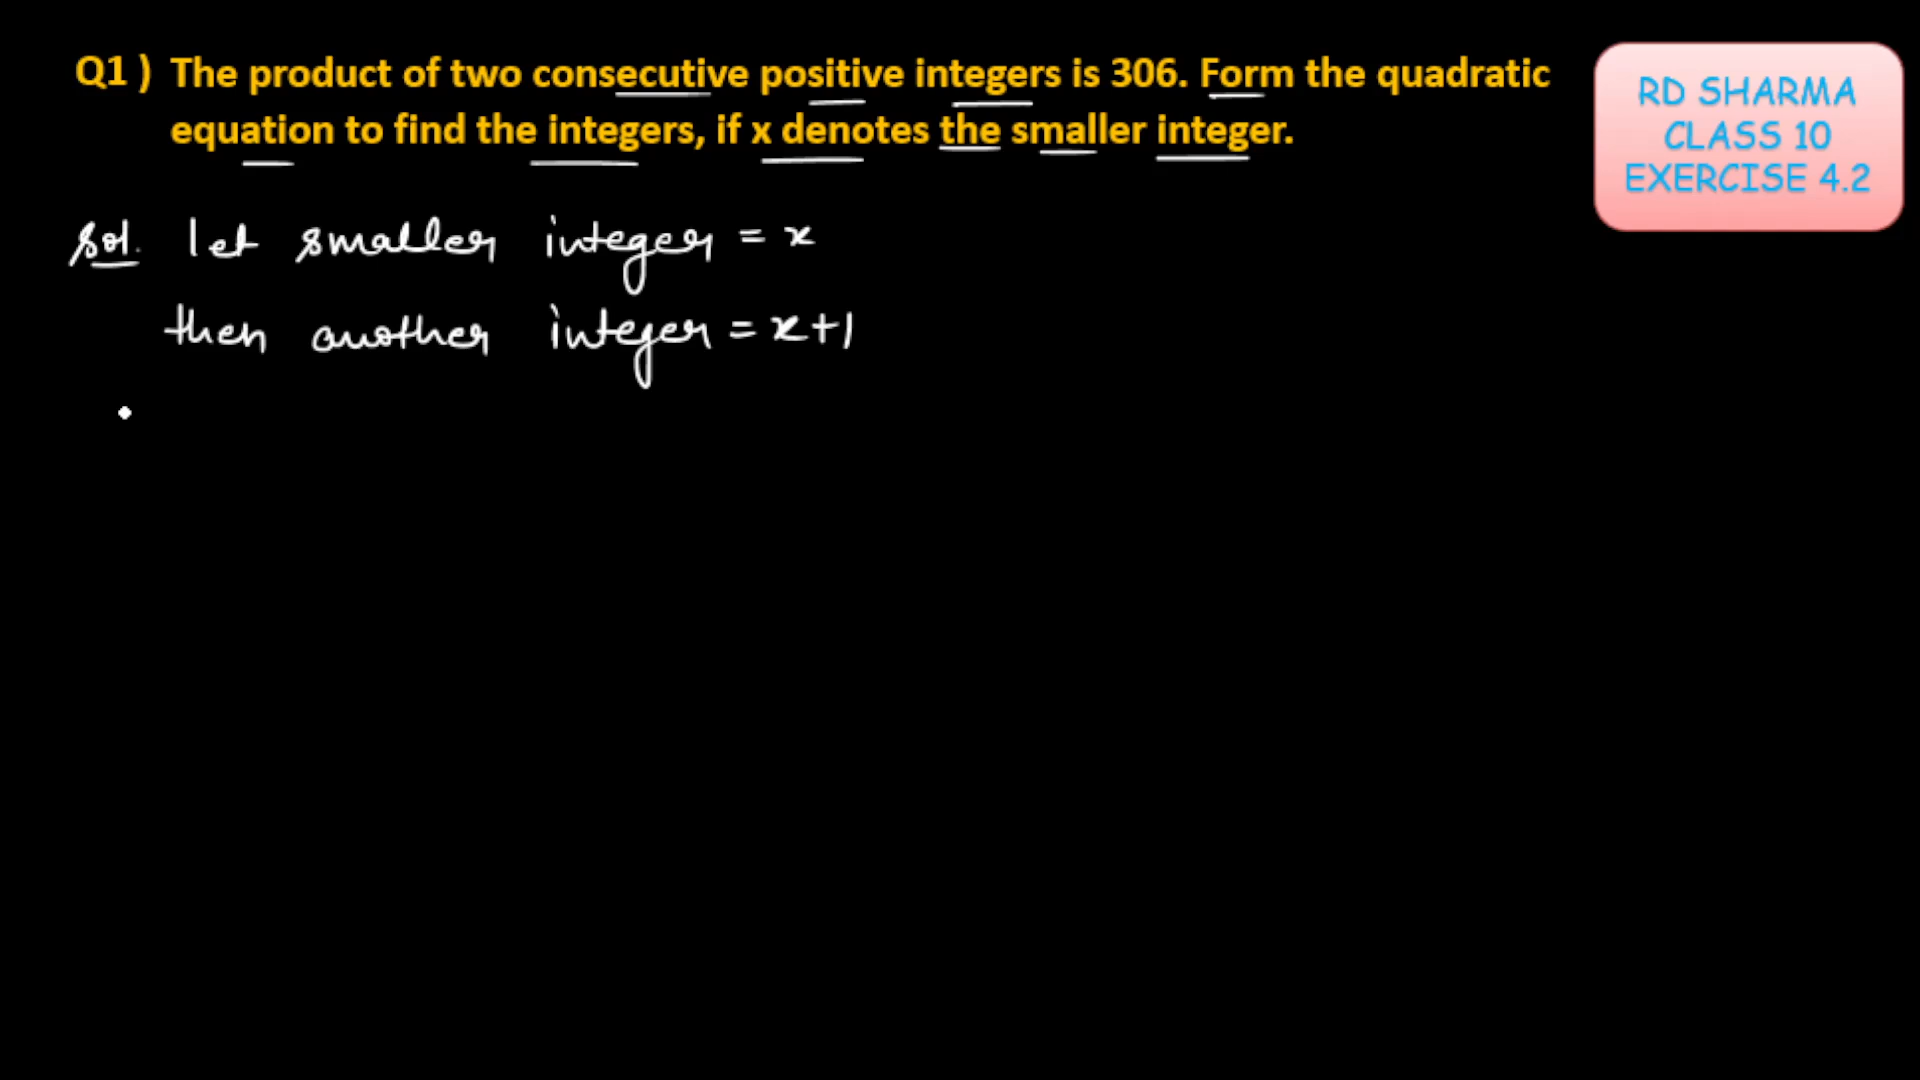 Q1 ) The product of two consecutive positive integers is 306. Form the quadratic
equation to find the integers, if x denotes the smaller integer.
RD SHARMA
CLASS 10
EXERCISE 4.2
Sol. let smaller integer = x
then another integer = x+1